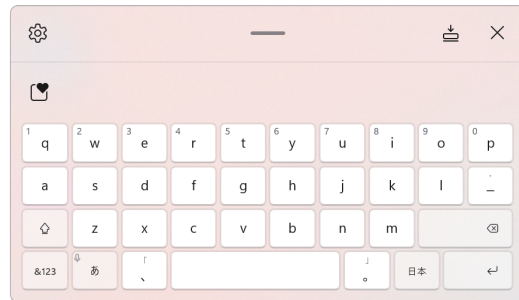 1 2 3 4 5 6 7 8 9 0
q w e r t y u i o p
a s d f g h j k l _
z x c v b n m
&123 あ 「 、 」 。 日本